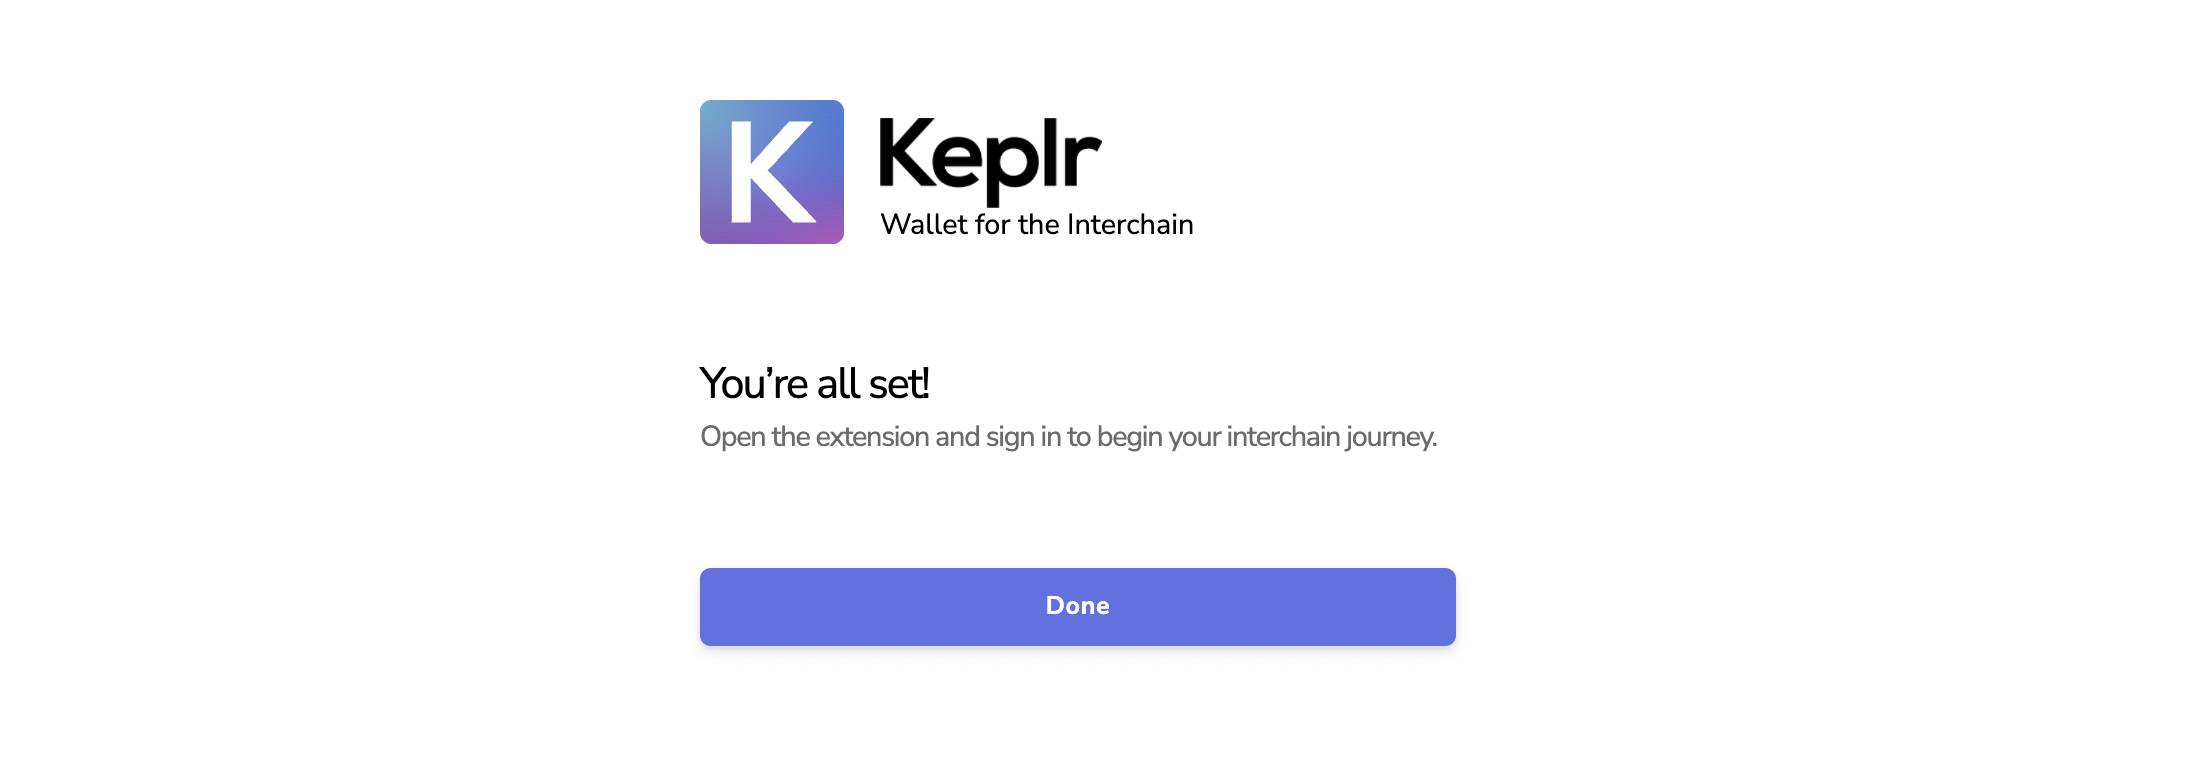 K
Keplr
Wallet for the Interchain
You're all set!
Open the extension and sign in to begin your interchain journey.
Done